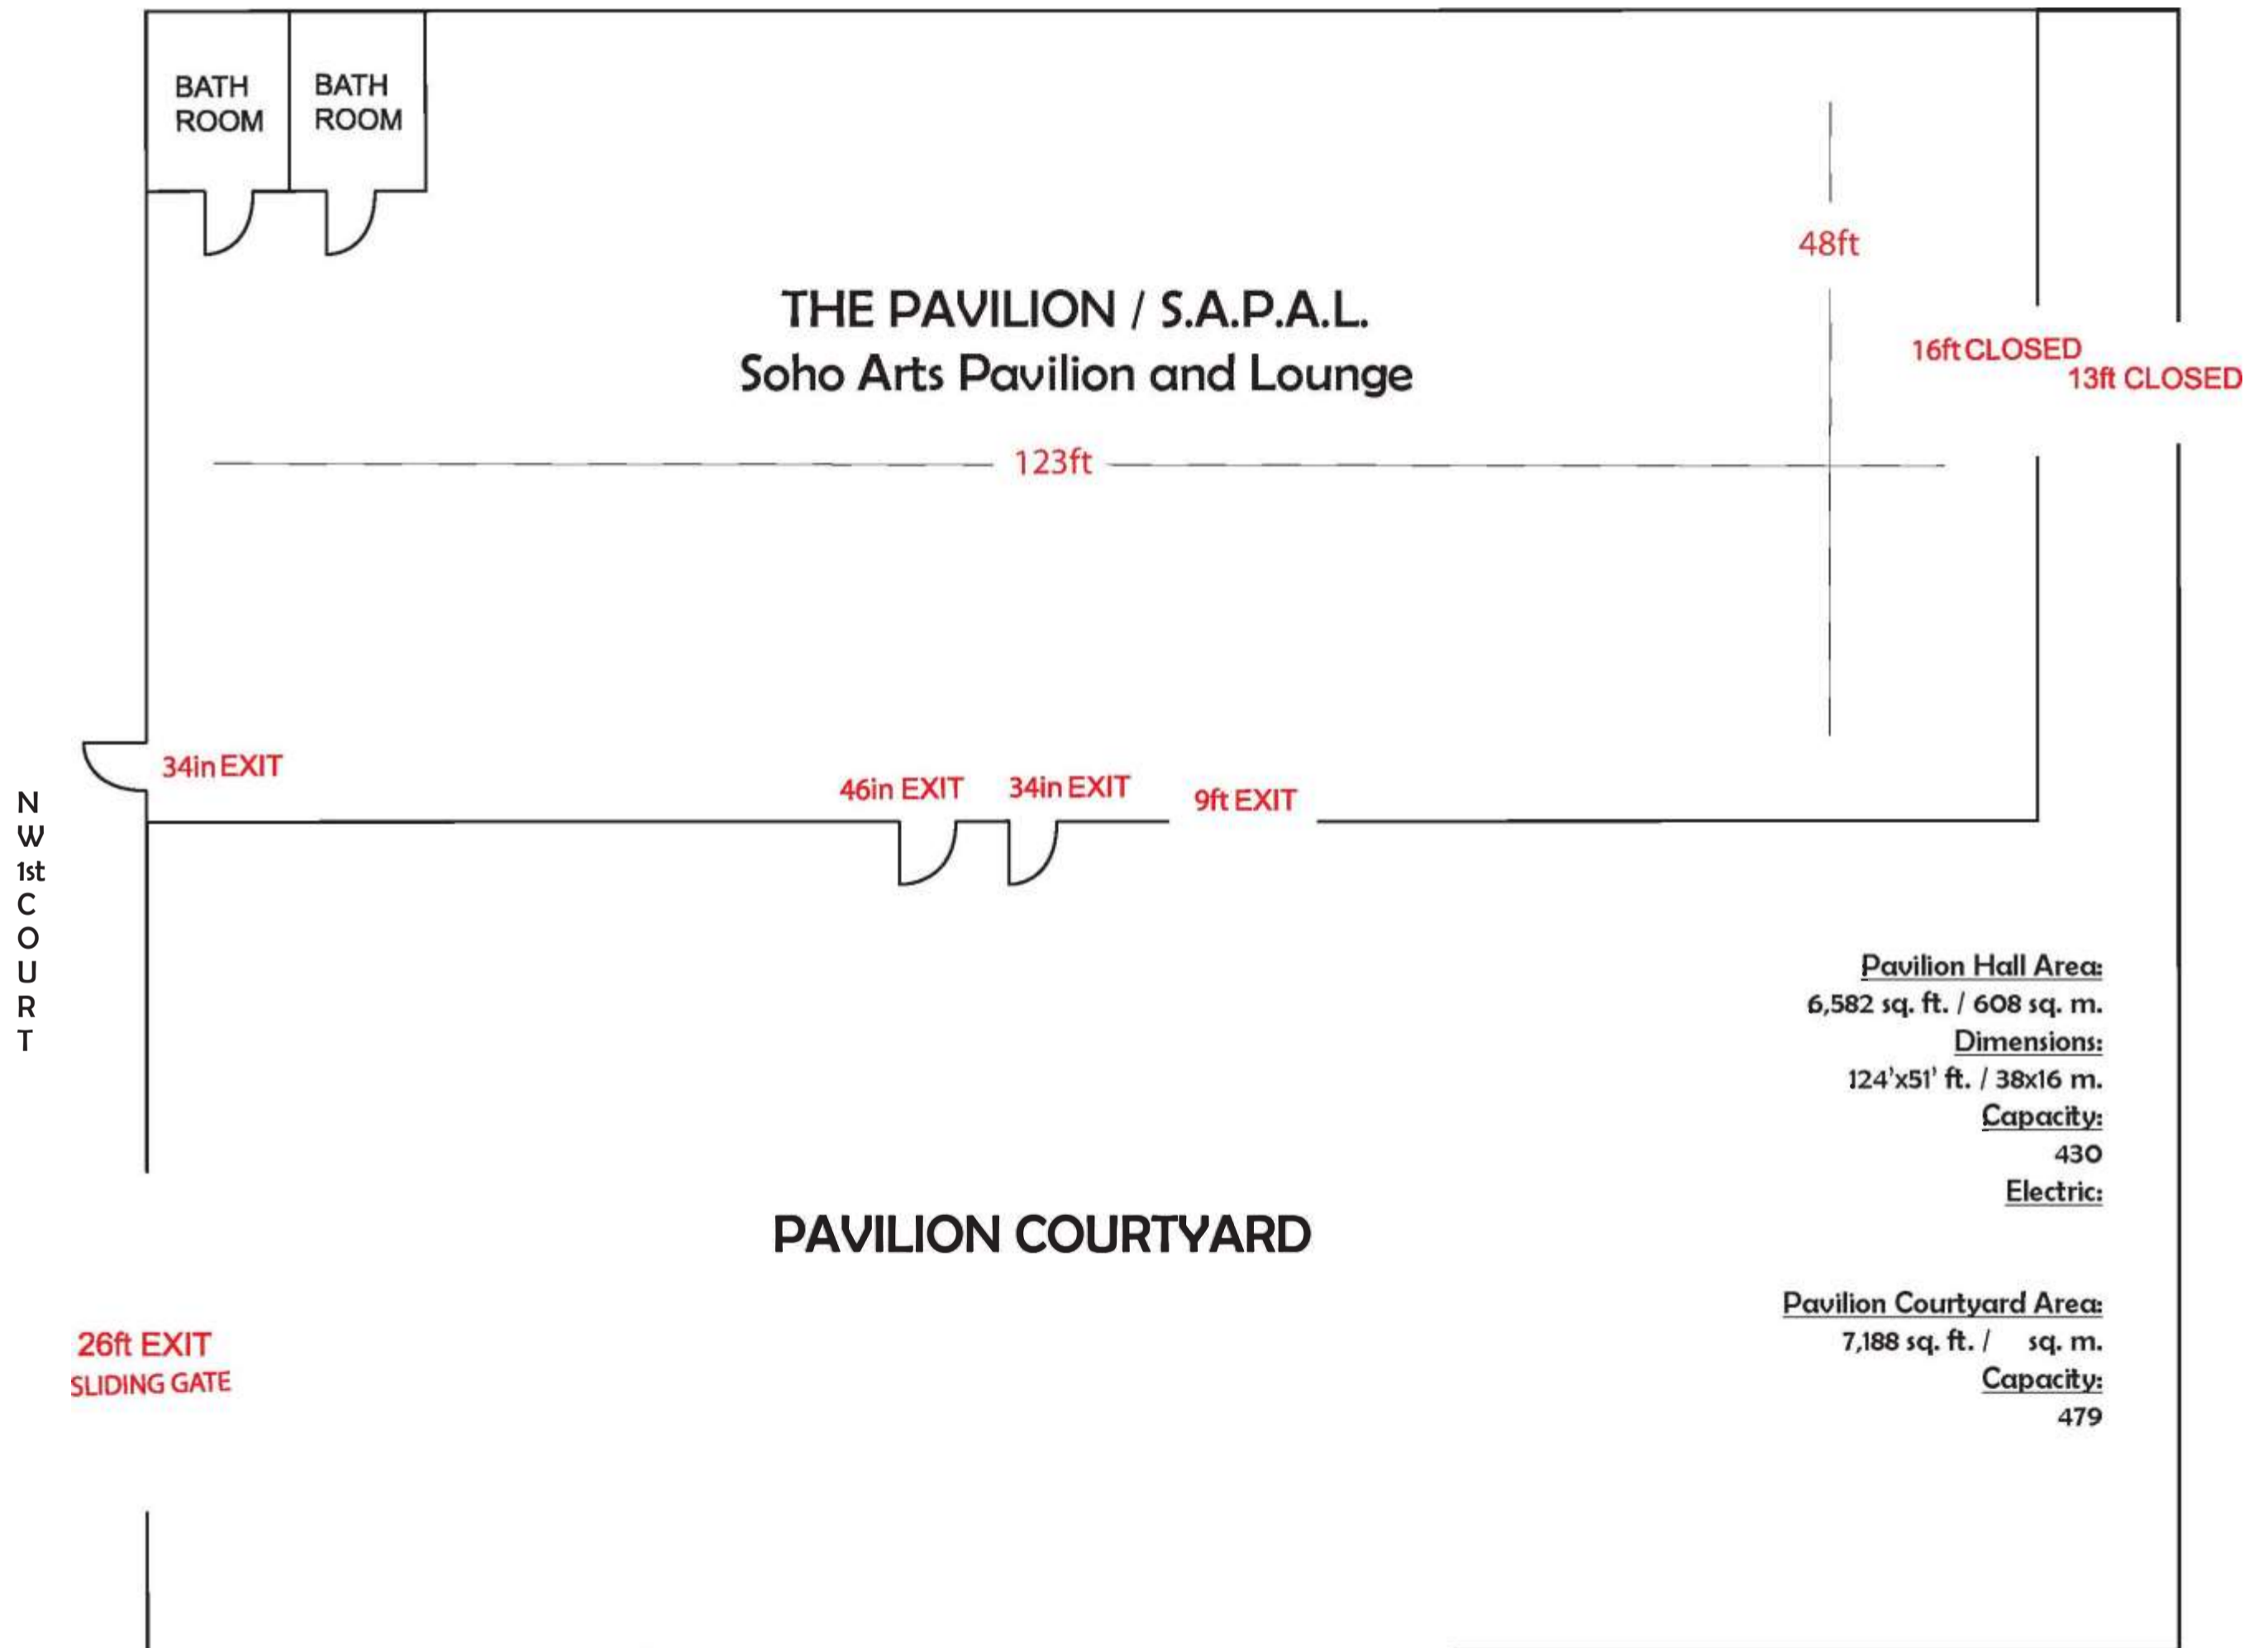 BATH
ROOM
BATH
ROOM
48ft
THE PAVILION / S.A.P.A.L.
Soho Arts Pavilion and Lounge
16ft CLOSED
13ft CLOSED
123ft
34in EXIT
46in EXIT
34in EXIT
9ft EXIT
N
W
1st
C
O
U
R
T
Pavilion Hall Area:
6,582 sq. ft. / 608 sq. m.
Dimensions:
124'x51' ft. / 38x16 m.
Capacity:
430
Electric:
PAVILION COURTYARD
Pavilion Courtyard Area:
7,188 sq. ft. / sq. m.
Capacity:
479
26ft EXIT
SLIDING GATE